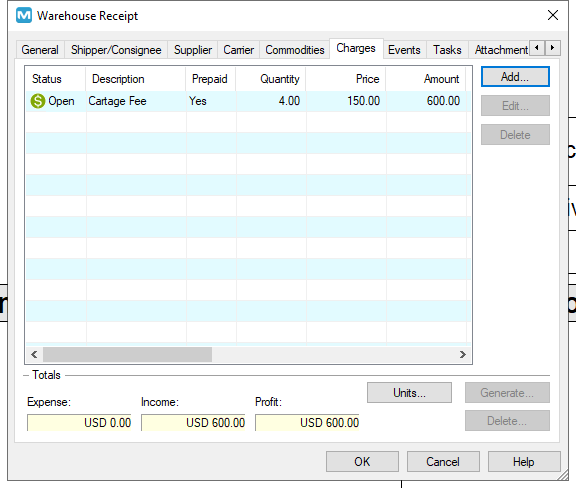 Warehouse Receipt
General Shipper/Consignee Supplier Carrier Commodities Charges Events Tasks Attachment
Status Description Prepaid Quantity Price Amount
Open Cartage Fee Yes 4.00 150.00 600.00
Add...
Edit...
Delete
Totals
Expense: Income: Profit:
USD 0.00 USD 600.00 USD 600.00
Units... Generate...
Delete...
OK Cancel Help